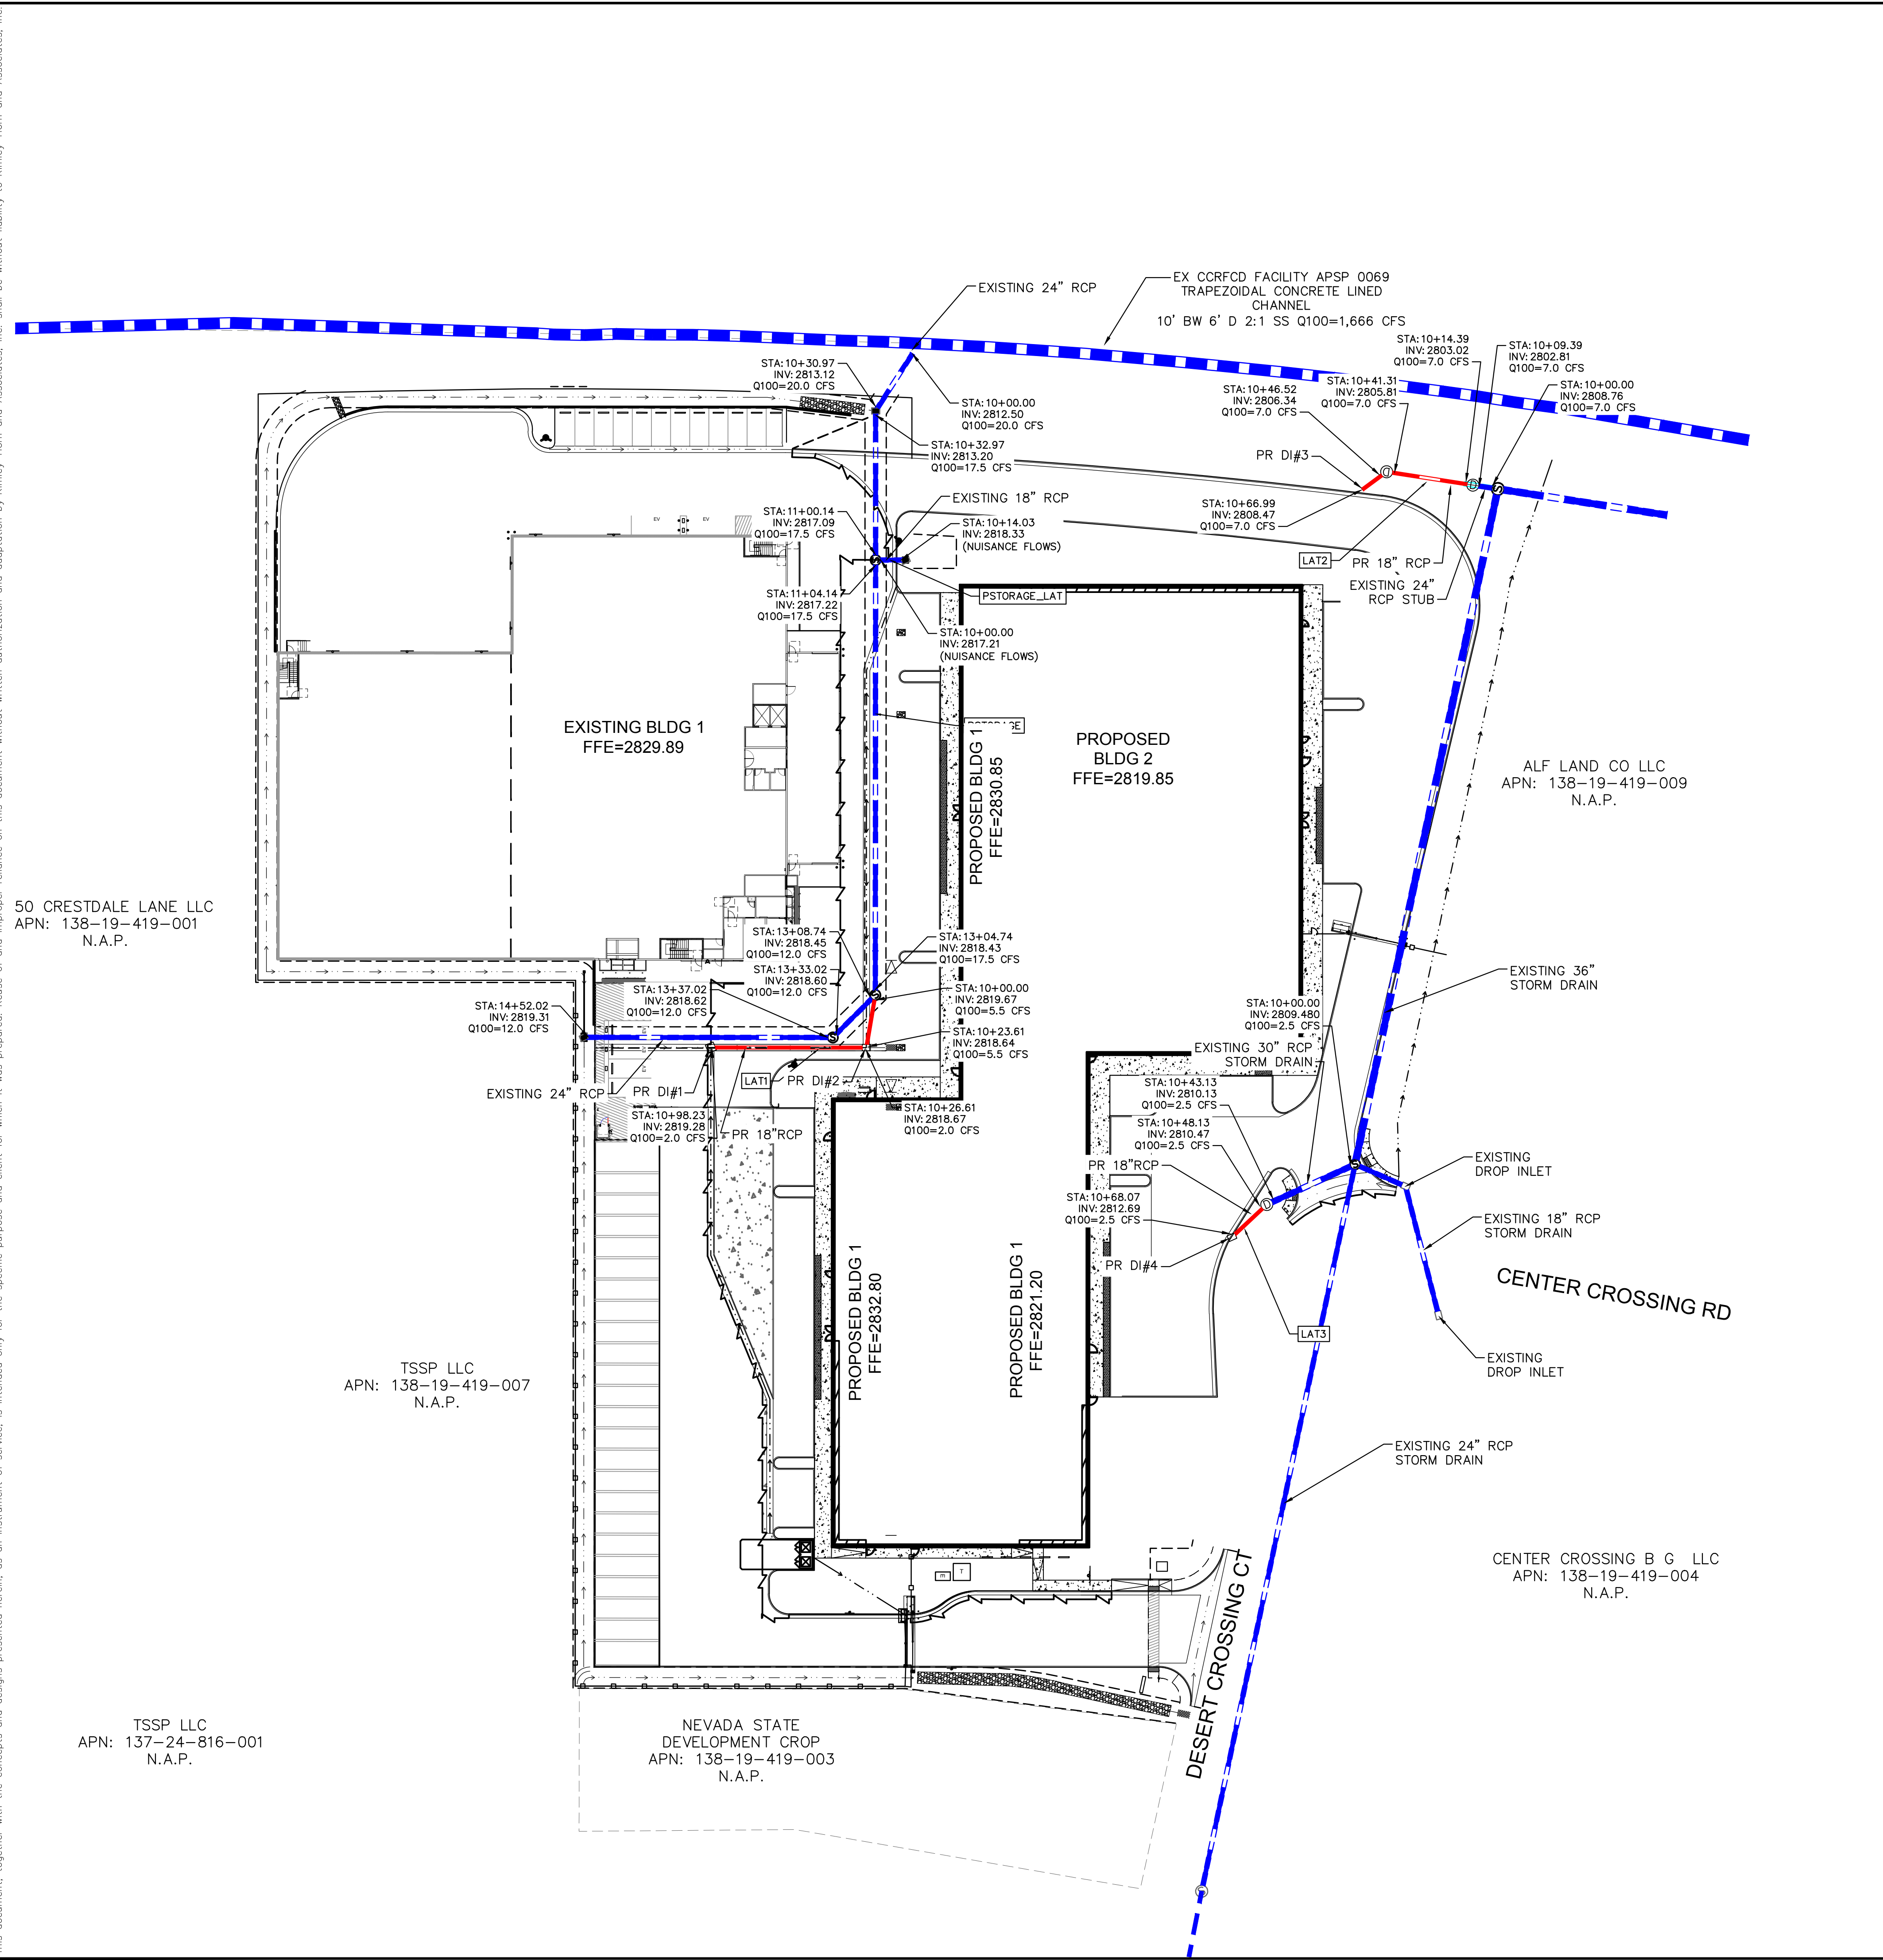 EXISTING 24" RCP
EX CCRFCD FACILITY APSP 0069
TRAPEZOIDAL CONCRETE LINED
CHANNEL
10' BW 6' D 2:1 SS Q100=1,666 CFS
STA:10+30.97
INV:2813.12
Q100=20.0 CFS
STA:10+00.00
INV:2812.50
Q100=20.0 CFS
STA:10+32.97
INV:2813.20
Q100=17.5 CFS
STA:10+14.39
INV:2803.02
Q100=7.0 CFS
STA:10+09.39
INV:2802.81
Q100=7.0 CFS
STA:10+46.52
INV:2806.34
Q100=7.0 CFS
STA:10+41.31
INV:2805.81
Q100=7.0 CFS
STA:10+00.00
INV:2808.76
Q100=7.0 CFS
PR DI#3
STA:10+66.99
INV:2808.47
Q100=7.0 CFS
LAT2
PR 18" RCP
EXISTING 24"
RCP STUB
EXISTING 18" RCP
STA:11+00.14
INV:2817.09
Q100=17.5 CFS
STA:10+14.03
INV:2818.33
(NUISANCE FLOWS)
STA:11+04.14
INV:2817.22
Q100=17.5 CFS
PSTORAGE_LAT
STA:10+00.00
INV:2817.21
(NUISANCE FLOWS)
EV
EV
EXISTING BLDG 1
FFE=2829.89
PROPOSED BLDG 1
FFE=2830.85
PROPOSED
BLDG 2
FFE=2819.85
ALF LAND CO LLC
APN: 138-19-419-009
N.A.P.
50 CRESTDALE LANE LLC
APN: 138-19-419-001
N.A.P.
STA:13+08.74
INV:2818.45
Q100=12.0 CFS
STA:13+04.74
INV:2818.43
Q100=17.5 CFS
STA:13+33.02
INV:2818.60
Q100=12.0 CFS
STA:13+37.02
INV:2818.62
Q100=12.0 CFS
STA:14+52.02
INV:2819.31
Q100=12.0 CFS
STA:10+00.00
INV:2819.67
Q100=5.5 CFS
STA:10+23.61
INV:2818.64
Q100=5.5 CFS
EXISTING 36"
STORM DRAIN
STA:10+00.00
INV:2809.480
Q100=2.5 CFS
EXISTING 30" RCP
STORM DRAIN
EXISTING 24" RCP
PR DI#1
LAT1
PR DI#2
STA:10+98.23
INV:2819.28
Q100=2.0 CFS
PR 18"RCP
STA:10+26.61
INV:2818.67
Q100=2.0 CFS
STA:10+43.13
INV:2810.13
Q100=2.5 CFS
STA:10+48.13
INV:2810.47
Q100=2.5 CFS
PR 18"RCP
STA:10+68.07
INV:2812.69
Q100=2.5 CFS
PR DI#4
EXISTING
DROP INLET
EXISTING 18" RCP
STORM DRAIN
CENTER CROSSING RD
LAT3
EXISTING
DROP INLET
PROPOSED BLDG 1
FFE=2832.80
PROPOSED BLDG 1
FFE=2821.20
TSSP LLC
APN: 138-19-419-007
N.A.P.
EXISTING 24" RCP
STORM DRAIN
CENTER CROSSING B G LLC
APN: 138-19-419-004
N.A.P.
DESERT CROSSING CT
TSSP LLC
APN: 137-24-816-001
N.A.P.
NEVADA STATE
DEVELOPMENT CROP
APN: 138-19-419-003
N.A.P.